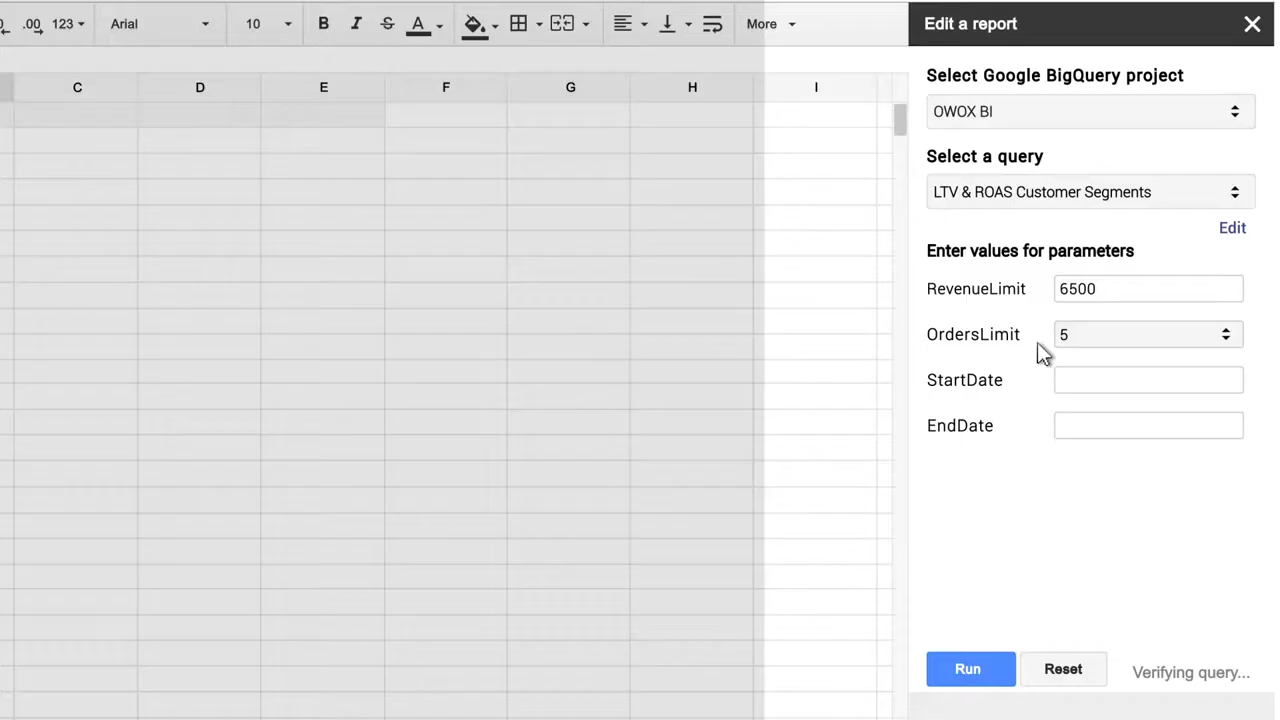 .00 123 Arial 10 B I S A More
C D E F G H I
Edit a report
Select Google BigQuery project
OWOX BI
Select a query
LTV & ROAS Customer Segments
Edit
Enter values for parameters
RevenueLimit 6500
OrdersLimit 5
StartDate
EndDate
Run Reset Verifying query...